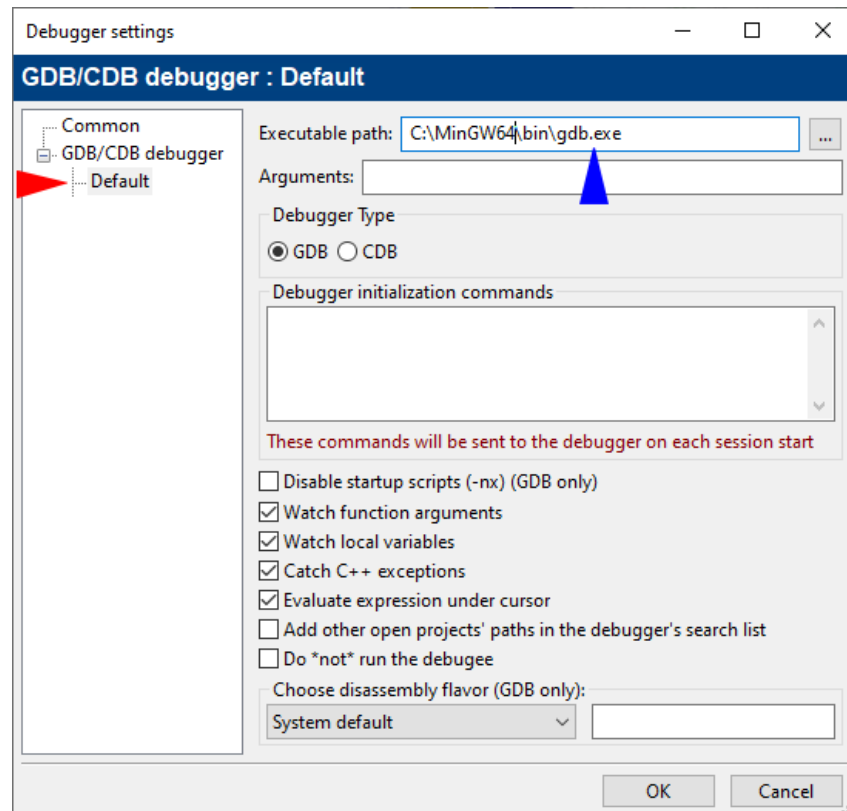 Debugger settings
GDB/CDB debugger : Default
Common
GDB/CDB debugger
Default
Executable path: C:\MinGW64\bin\gdb.exe ...
Arguments:
Debugger Type
GDB CDB
Debugger initialization commands
These commands will be sent to the debugger on each session start
Disable startup scripts (-nx) (GDB only)
Watch function arguments
Watch local variables
Catch C++ exceptions
Evaluate expression under cursor
Add other open projects' paths in the debugger's search list
Do *not* run the debugee
Choose disassembly flavor (GDB only):
System default
OK Cancel